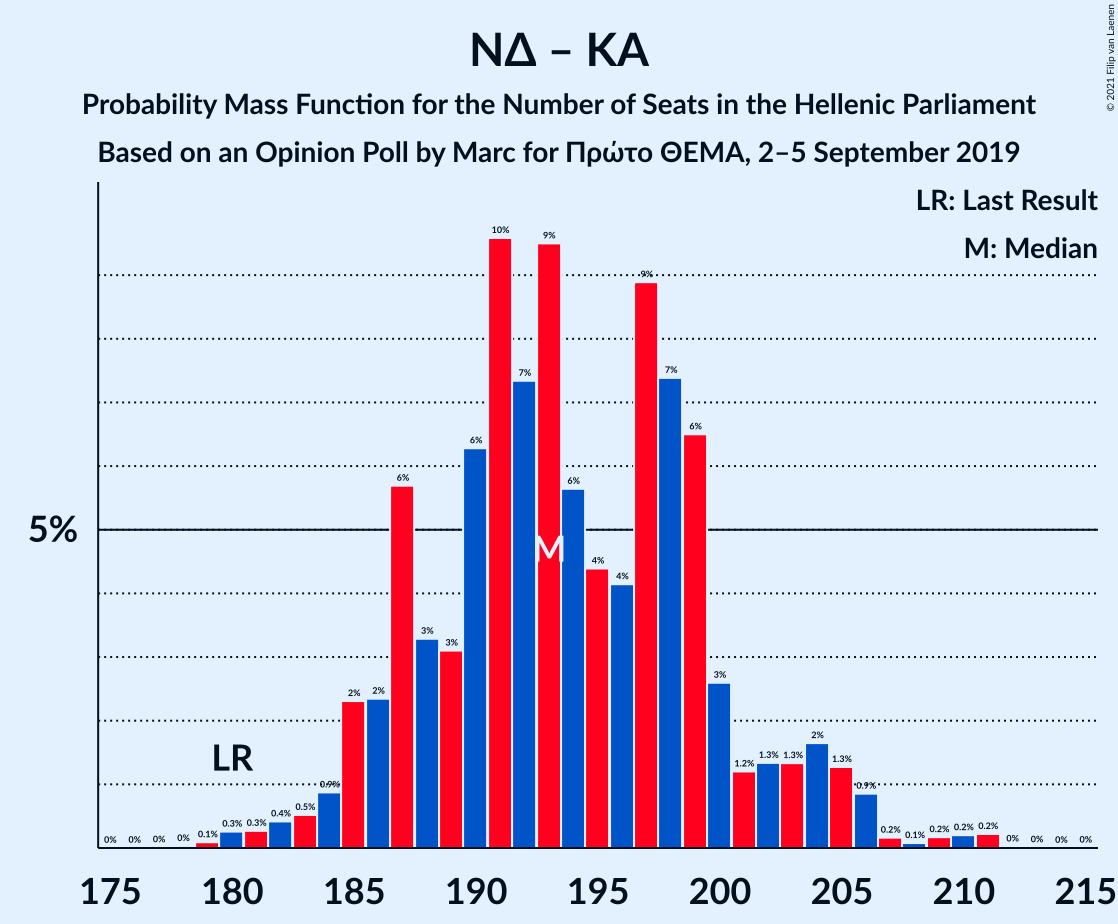 ΝΔ – ΚΑ
Probability Mass Function for the Number of Seats in the Hellenic Parliament
Based on an Opinion Poll by Marc for Πρώτο ΘΕΜΑ, 2–5 September 2019
© 2021 Filip van Laenen
LR: Last Result
M: Median
5%
LR
M
0% 0% 0% 0% 0.1% 0.3% 0.3% 0.4% 0.5% 0.9% 2% 2% 6% 3% 3% 6% 10% 7% 9% 6% 4% 4% 9% 7% 6% 3% 1.2% 1.3% 1.3% 2% 1.3% 0.9% 0.2% 0.1% 0.2% 0.2% 0.2% 0% 0% 0% 0%
175 180 185 190 195 200 205 210 215